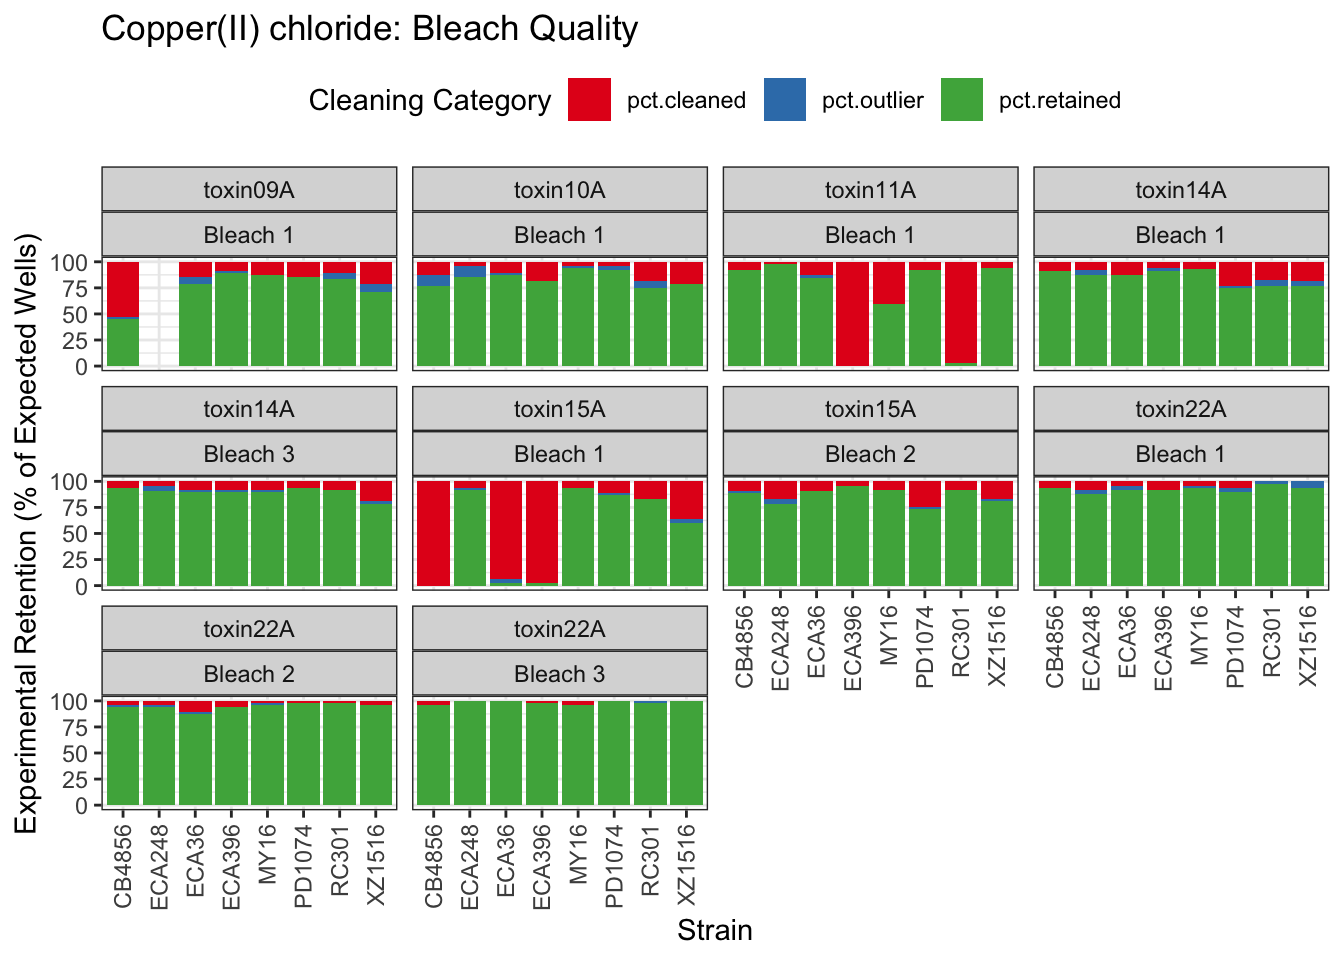 Copper(II) chloride: Bleach Quality
Cleaning Category pct.cleaned pct.outlier pct.retained
toxin09A toxin10A toxin11A toxin14A
Bleach 1 Bleach 1 Bleach 1 Bleach 1
100
75
50
25
0
toxin14A toxin15A toxin15A toxin22A
Bleach 3 Bleach 1 Bleach 2 Bleach 1
100
75
50
25
0
CB4856 ECA248 ECA36 ECA396 MY16 PD1074 RC301 XZ1516 CB4856 ECA248 ECA36 ECA396 MY16 PD1074 RC301 XZ1516
toxin22A toxin22A
Bleach 2 Bleach 3
100
75
50
25
0
CB4856 ECA248 ECA36 ECA396 MY16 PD1074 RC301 XZ1516 CB4856 ECA248 ECA36 ECA396 MY16 PD1074 RC301 XZ1516
Experimental Retention (% of Expected Wells)
Strain